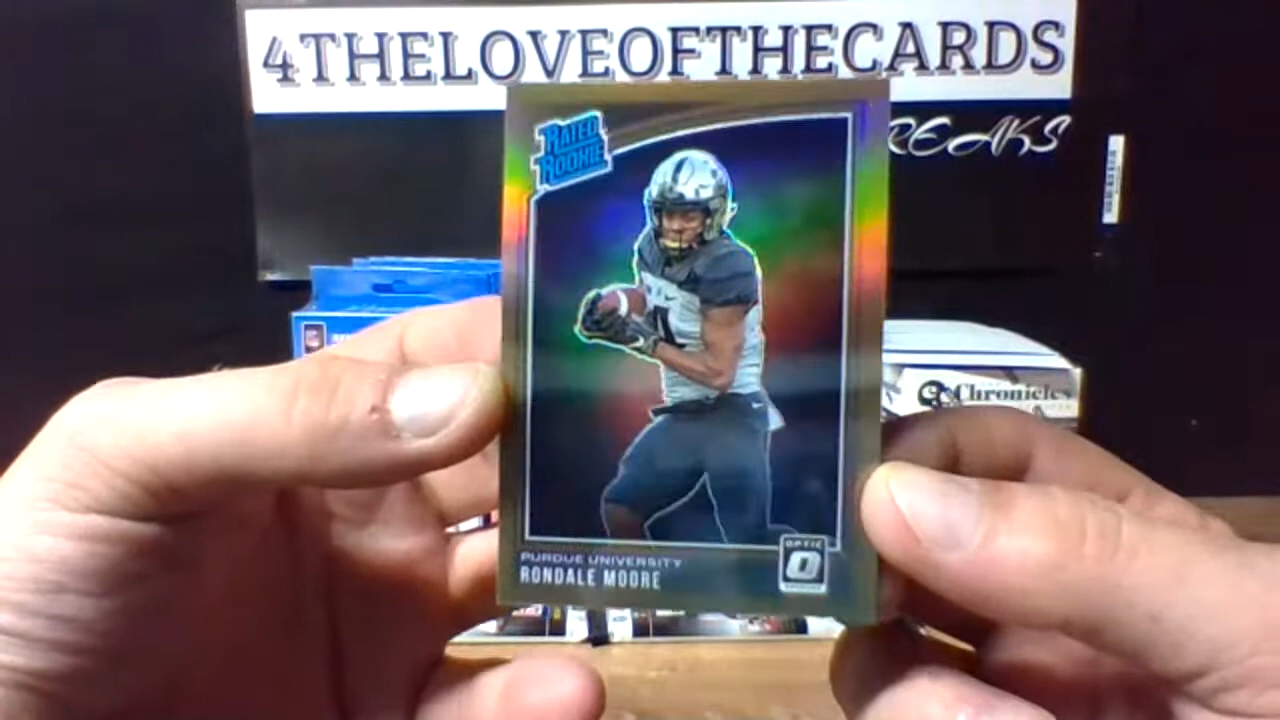 4THELOVEOFTHECARDS
REAKS
RATED
ROOKIE
Chronicles
PURDUE UNIVERSITY
RONDALE MOORE
OPTIC
O